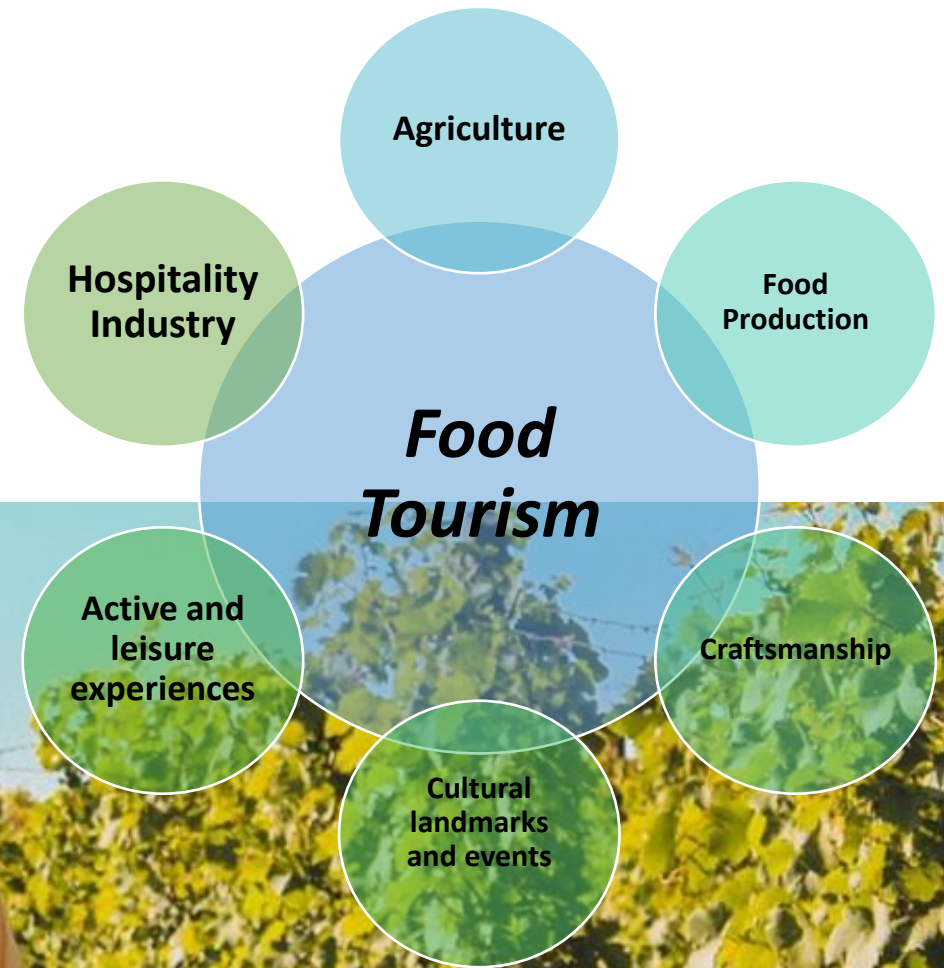 Agriculture
Hospitality
Industry
Food
Production
Food
Tourism
Active and
leisure
experiences
Craftsmanship
Cultural
landmarks
and events